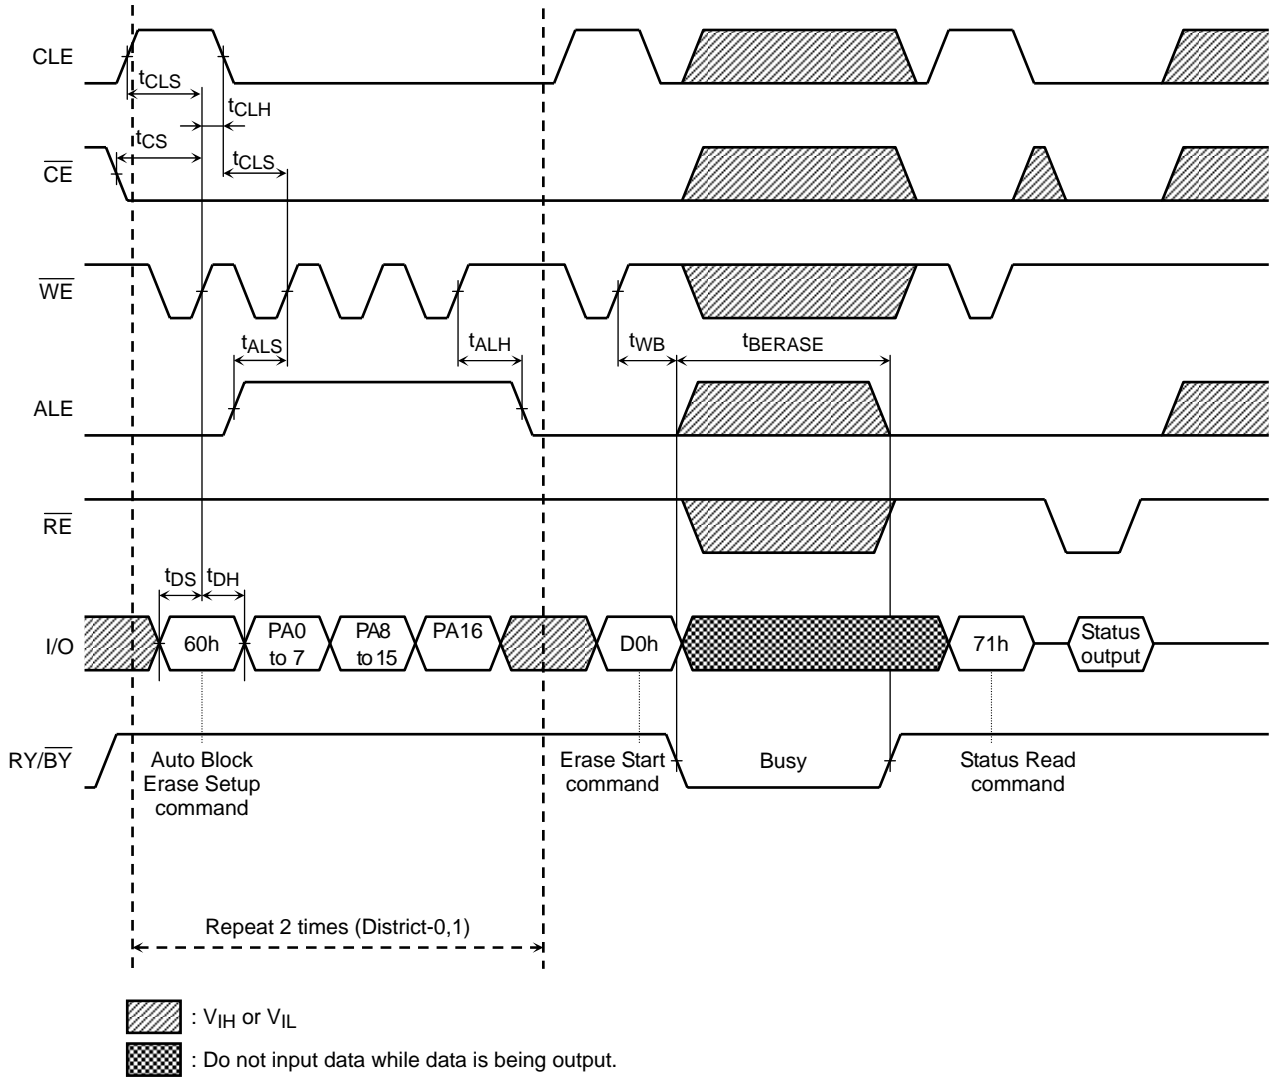 CLE
tCLS
tCLH
tCS
tCLS
CE
WE
tALS
tALH
tWB
tBERASE
ALE
RE
tDS
tDH
I/O
60h
PA0
to 7
PA8
to 15
PA16
D0h
71h
Status
output
RY/BY
Auto Block
Erase Setup
command
Erase Start
command
Busy
Status Read
command
Repeat 2 times (District-0,1)
: VIH or VIL
: Do not input data while data is being output.